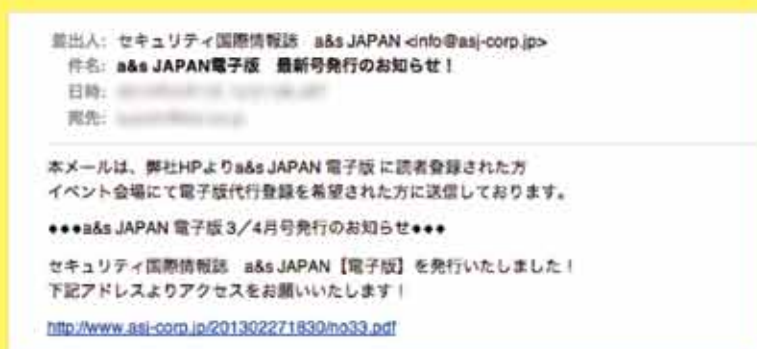 差出人: セキュリティ国際情報誌　a&s JAPAN <info@asj-corp.jp>
件名: a&s JAPAN電子版　最新号発行のお知らせ！
日時:
宛先:
本メールは、弊社HPよりa&s JAPAN 電子版 に読者登録された方
イベント会場にて電子版代行登録を希望された方に送信しております。
●●●a&s JAPAN 電子版 3／4月号発行のお知らせ●●●
セキュリティ国際情報誌　a&s JAPAN【電子版】を発行いたしました！
下記アドレスよりアクセスをお願いいたします！
http://www.asj-corp.jp/201302271830/no33.pdf